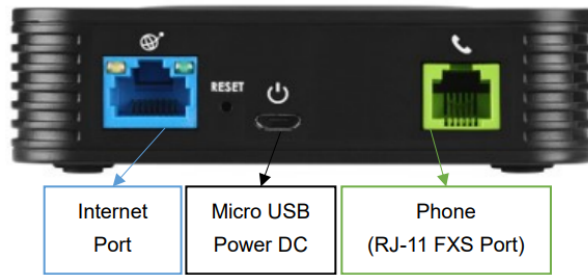 RESET
Internet
Port
Micro USB
Power DC
Phone
(RJ-11 FXS Port)